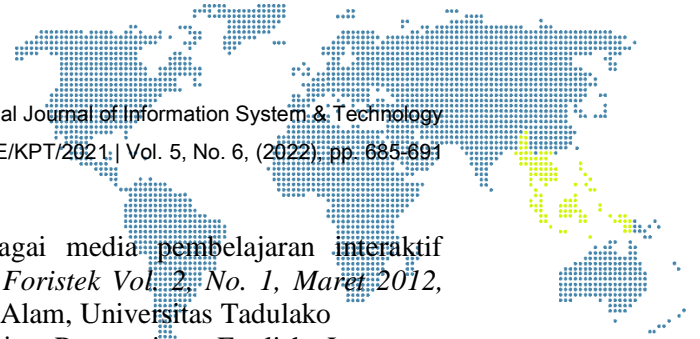 al Journal of Information System & Technology
E/KPT/2021 | Vol. 5, No. 6, (2022), pp. 685-691
agai media pembelajaran interaktif
Foristek Vol. 2, No. 1, Maret 2012,
Alam, Universitas Tadulako
English